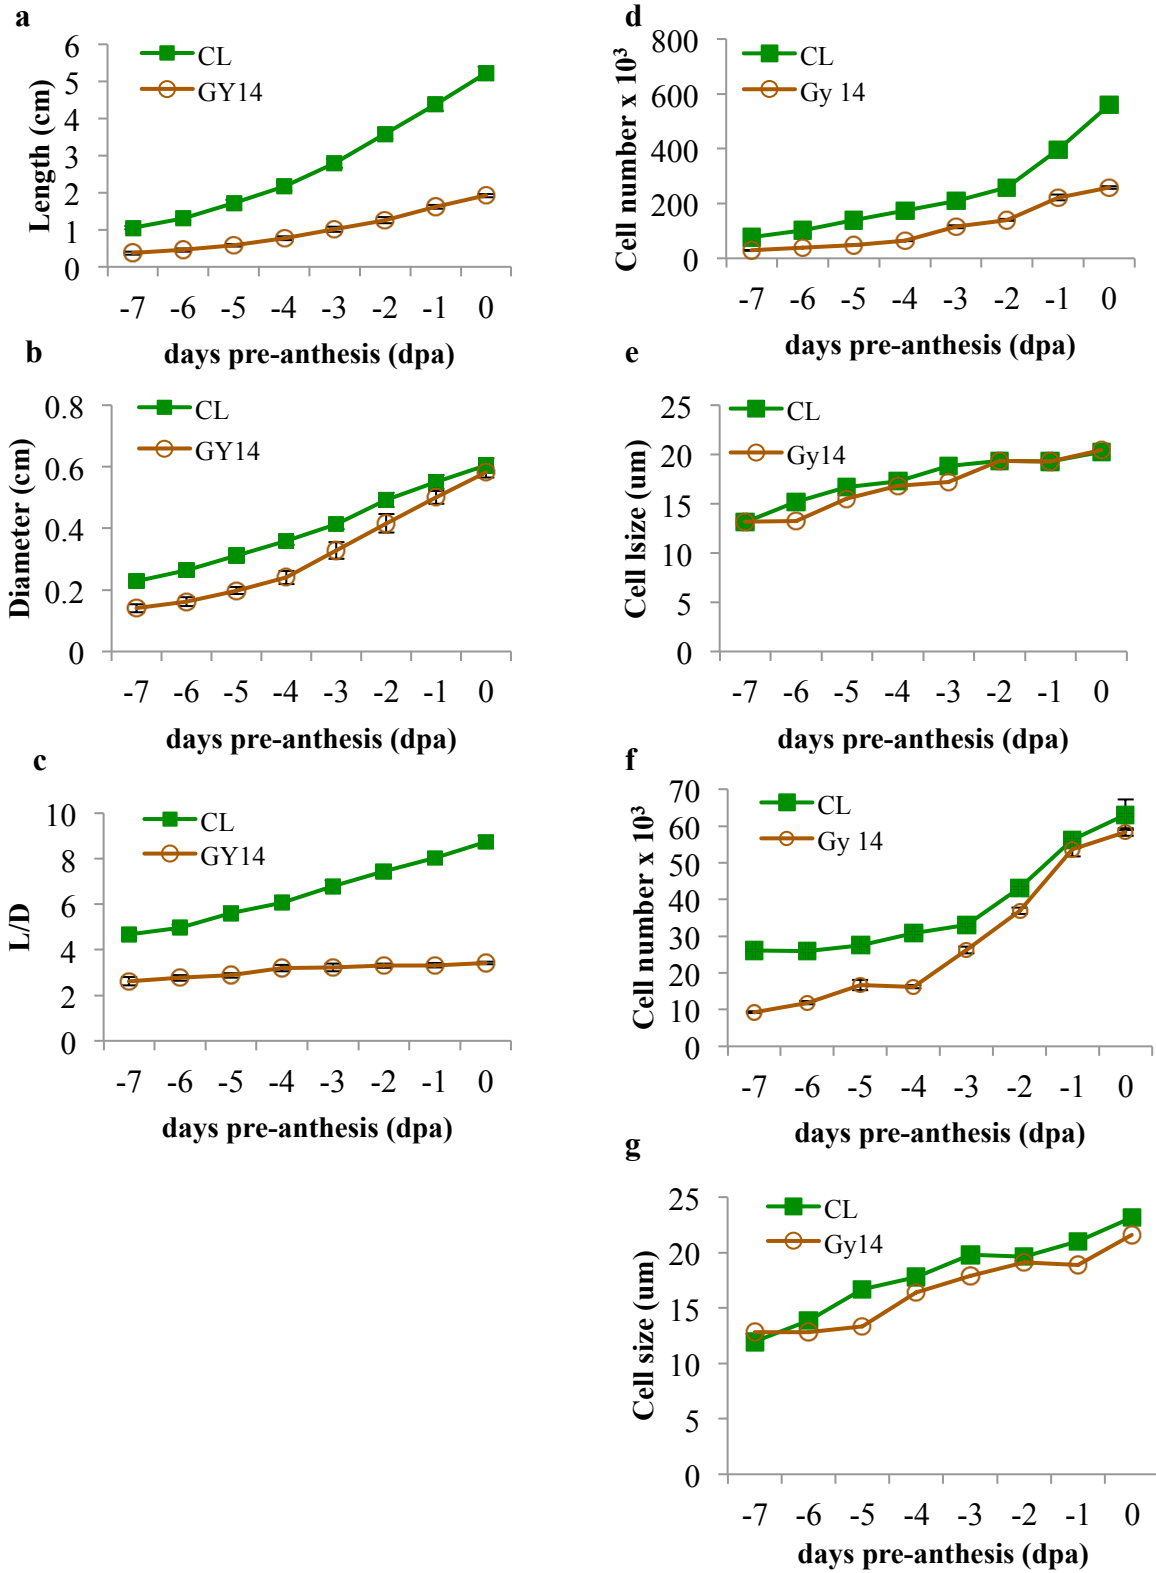 a
6
5
4
3
2
1
0
Length (cm)
CL
GY14
-7 -6 -5 -4 -3 -2 -1 0
days pre-anthesis (dpa)
b
0.8
0.6
0.4
0.2
0
Diameter (cm)
CL
GY14
-7 -6 -5 -4 -3 -2 -1 0
days pre-anthesis (dpa)
c
10
8
6
4
2
0
L/D
CL
GY14
-7 -6 -5 -4 -3 -2 -1 0
days pre-anthesis (dpa)
d
800
600
400
200
0
Cell number x 10³
CL
Gy 14
-7 -6 -5 -4 -3 -2 -1 0
days pre-anthesis (dpa)
e
25
20
15
10
5
0
Cell lsize (um)
CL
Gy14
-7 -6 -5 -4 -3 -2 -1 0
days pre-anthesis (dpa)
f
70
60
50
40
30
20
10
0
Cell number x 10³
CL
Gy 14
-7 -6 -5 -4 -3 -2 -1 0
days pre-anthesis (dpa)
g
25
20
15
10
5
0
Cell size (um)
CL
Gy14
-7 -6 -5 -4 -3 -2 -1 0
days pre-anthesis (dpa)